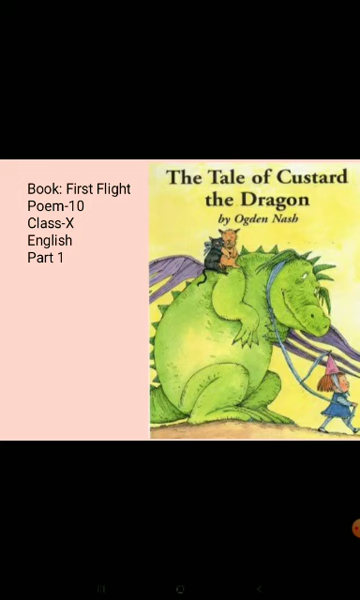 Book: First Flight
Poem-10
Class-X
English
Part 1
The Tale of Custard
the Dragon
by Ogden Nash